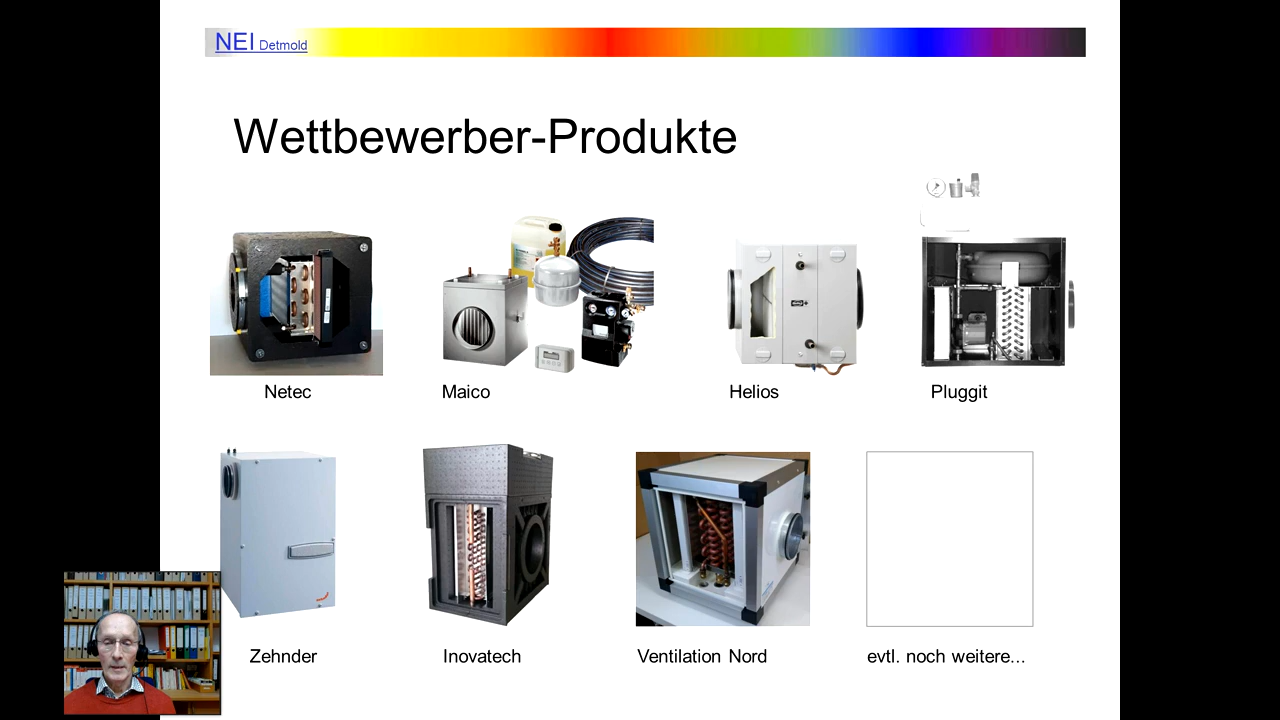 NEI Detmold
Wettbewerber-Produkte
Netec
Maico
Helios
Pluggit
Zehnder
Inovatech
Ventilation Nord
evtl. noch weitere...